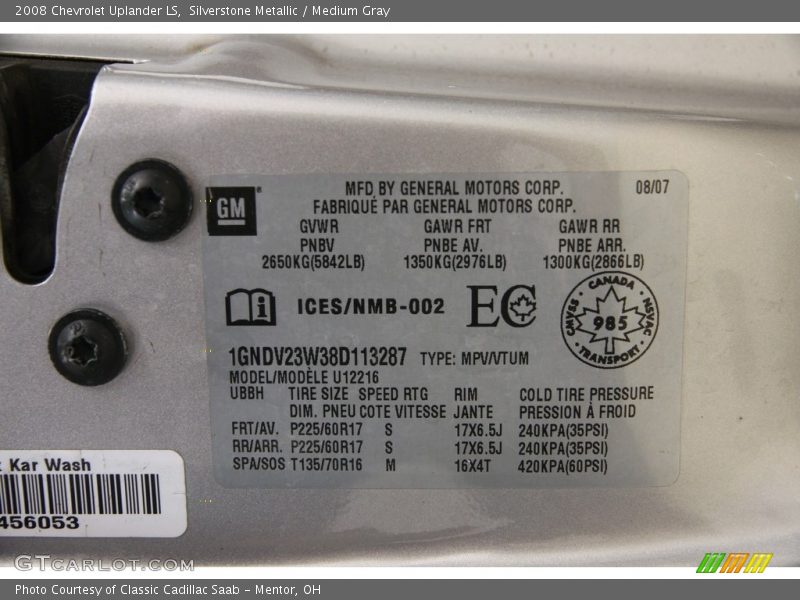 2008 Chevrolet Uplander LS, Silverstone Metallic / Medium Gray
MFD BY GENERAL MOTORS CORP. 08/07
FABRIQUÉ PAR GENERAL MOTORS CORP.
GM
GVWR GAWR FRT GAWR RR
PNBV PNBE AV. PNBE ARR.
2650KG(5842LB) 1350KG(2976LB) 1300KG(2866LB)
i ICES/NMB-002 EC
CANADA
CMVSS 985 NSVAC
TRANSPORT
1GNDV23W38D113287 TYPE: MPV/VTUM
MODEL/MODÈLE U12216
UBBH TIRE SIZE SPEED RTG RIM COLD TIRE PRESSURE
DIM. PNEU COTE VITESSE JANTE PRESSION À FROID
FRT/AV. P225/60R17 S 17X6.5J 240KPA(35PSI)
RR/ARR. P225/60R17 S 17X6.5J 240KPA(35PSI)
SPA/SOS T135/70R16 M 16X4T 420KPA(60PSI)
Kar Wash
456053
GTCARLOT.COM
Photo Courtesy of Classic Cadillac Saab - Mentor, OH